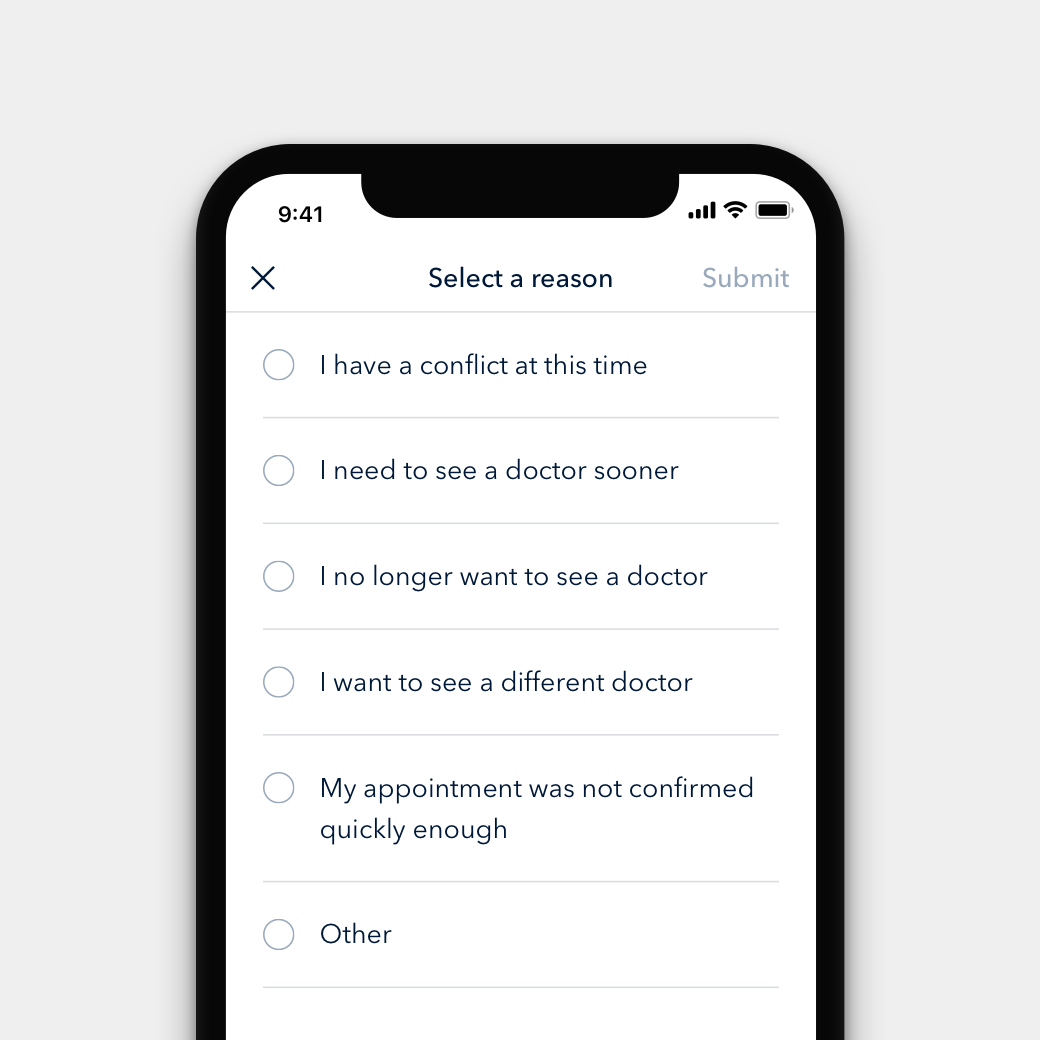 9:41
Select a reason
Submit
I have a conflict at this time
I need to see a doctor sooner
I no longer want to see a doctor
I want to see a different doctor
My appointment was not confirmed
quickly enough
Other